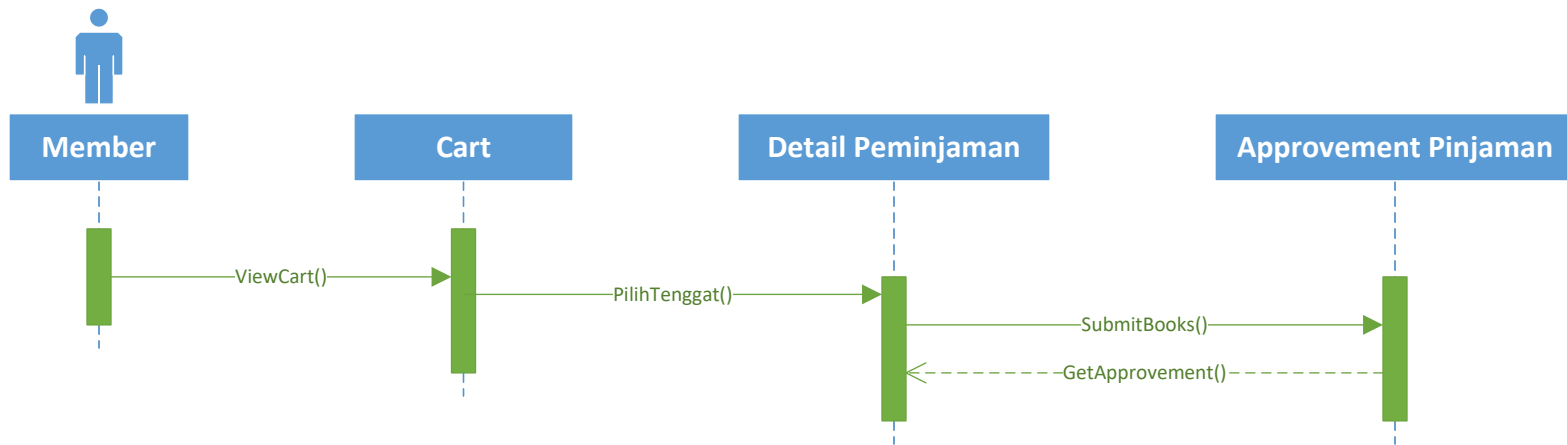 Member
Cart
Detail Peminjaman
Approvement Pinjaman
ViewCart()
PilihTenggat()
SubmitBooks()
GetApprovement()